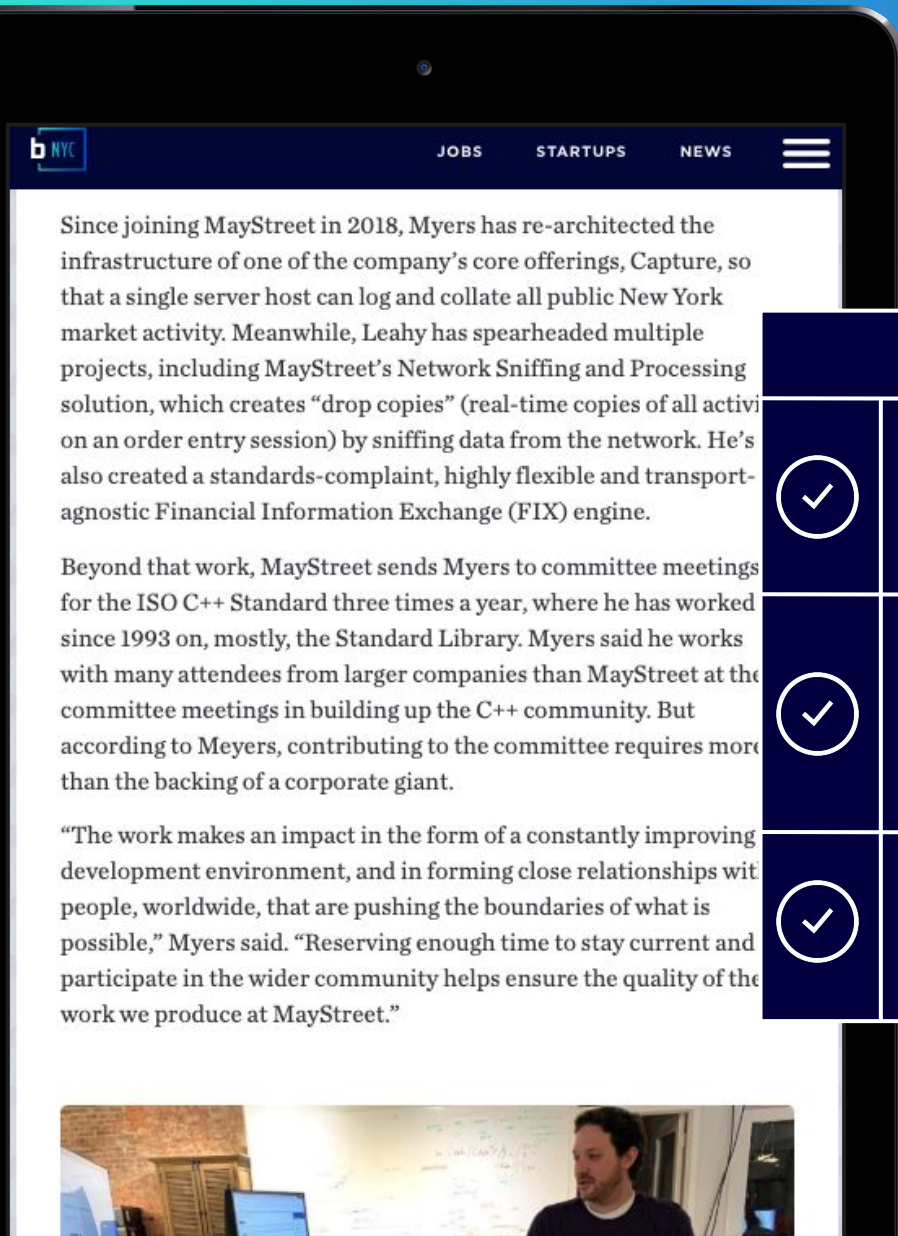 b NYC
JOBS STARTUPS NEWS
Since joining MayStreet in 2018, Myers has re-architected the
infrastructure of one of the company’s core offerings, Capture, so
that a single server host can log and collate all public New York
market activity. Meanwhile, Leahy has spearheaded multiple
projects, including MayStreet’s Network Sniffing and Processing
solution, which creates “drop copies” (real-time copies of all activi
on an order entry session) by sniffing data from the network. He’s
also created a standards-complaint, highly flexible and transport-
agnostic Financial Information Exchange (FIX) engine.
Beyond that work, MayStreet sends Myers to committee meetings
for the ISO C++ Standard three times a year, where he has worked
since 1993 on, mostly, the Standard Library. Myers said he works
with many attendees from larger companies than MayStreet at the
committee meetings in building up the C++ community. But
according to Meyers, contributing to the committee requires more
than the backing of a corporate giant.
“The work makes an impact in the form of a constantly improving
development environment, and in forming close relationships wit
people, worldwide, that are pushing the boundaries of what is
possible,” Myers said. “Reserving enough time to stay current and
participate in the wider community helps ensure the quality of the
work we produce at MayStreet.”